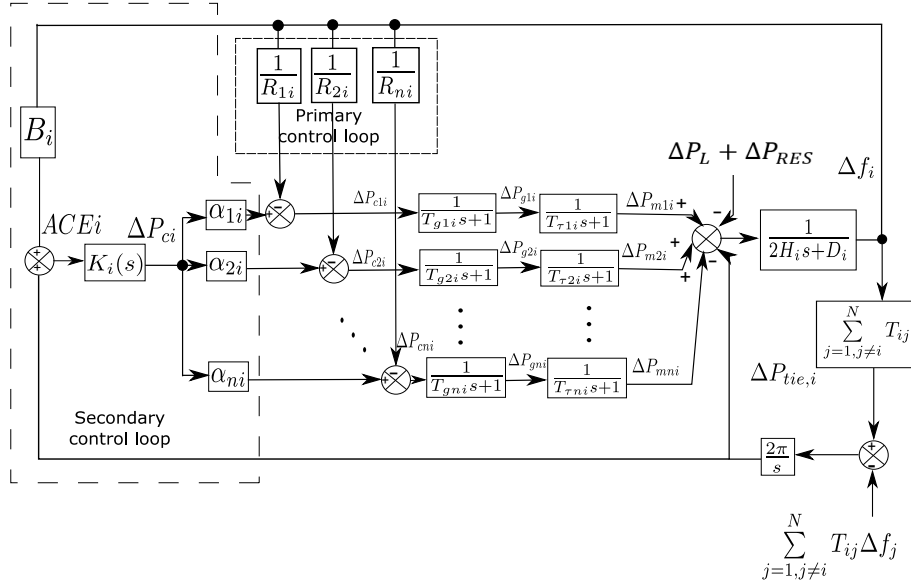 1/R_{1i} 1/R_{2i} 1/R_{ni}
Primary
control loop
B_i
ΔP_L + ΔP_{RES}
Δf_i
ACEi
ΔP_{ci}
K_i(s)
α_{1i}
ΔP_{c1i}
1/(T_{g1i}s+1)
ΔP_{g1i}
1/(T_{τ1i}s+1)
ΔP_{m1i}
1/(2H_is+D_i)
α_{2i}
ΔP_{c2i}
1/(T_{g2i}s+1)
ΔP_{g2i}
1/(T_{τ2i}s+1)
ΔP_{m2i}
α_{ni}
ΔP_{cni}
1/(T_{gni}s+1)
ΔP_{gni}
1/(T_{τni}s+1)
ΔP_{mni}
∑_{j=1,j≠i}^{N} T_{ij}
ΔP_{tie,i}
Secondary
control loop
2π/s
∑_{j=1,j≠i}^{N} T_{ij}Δf_j